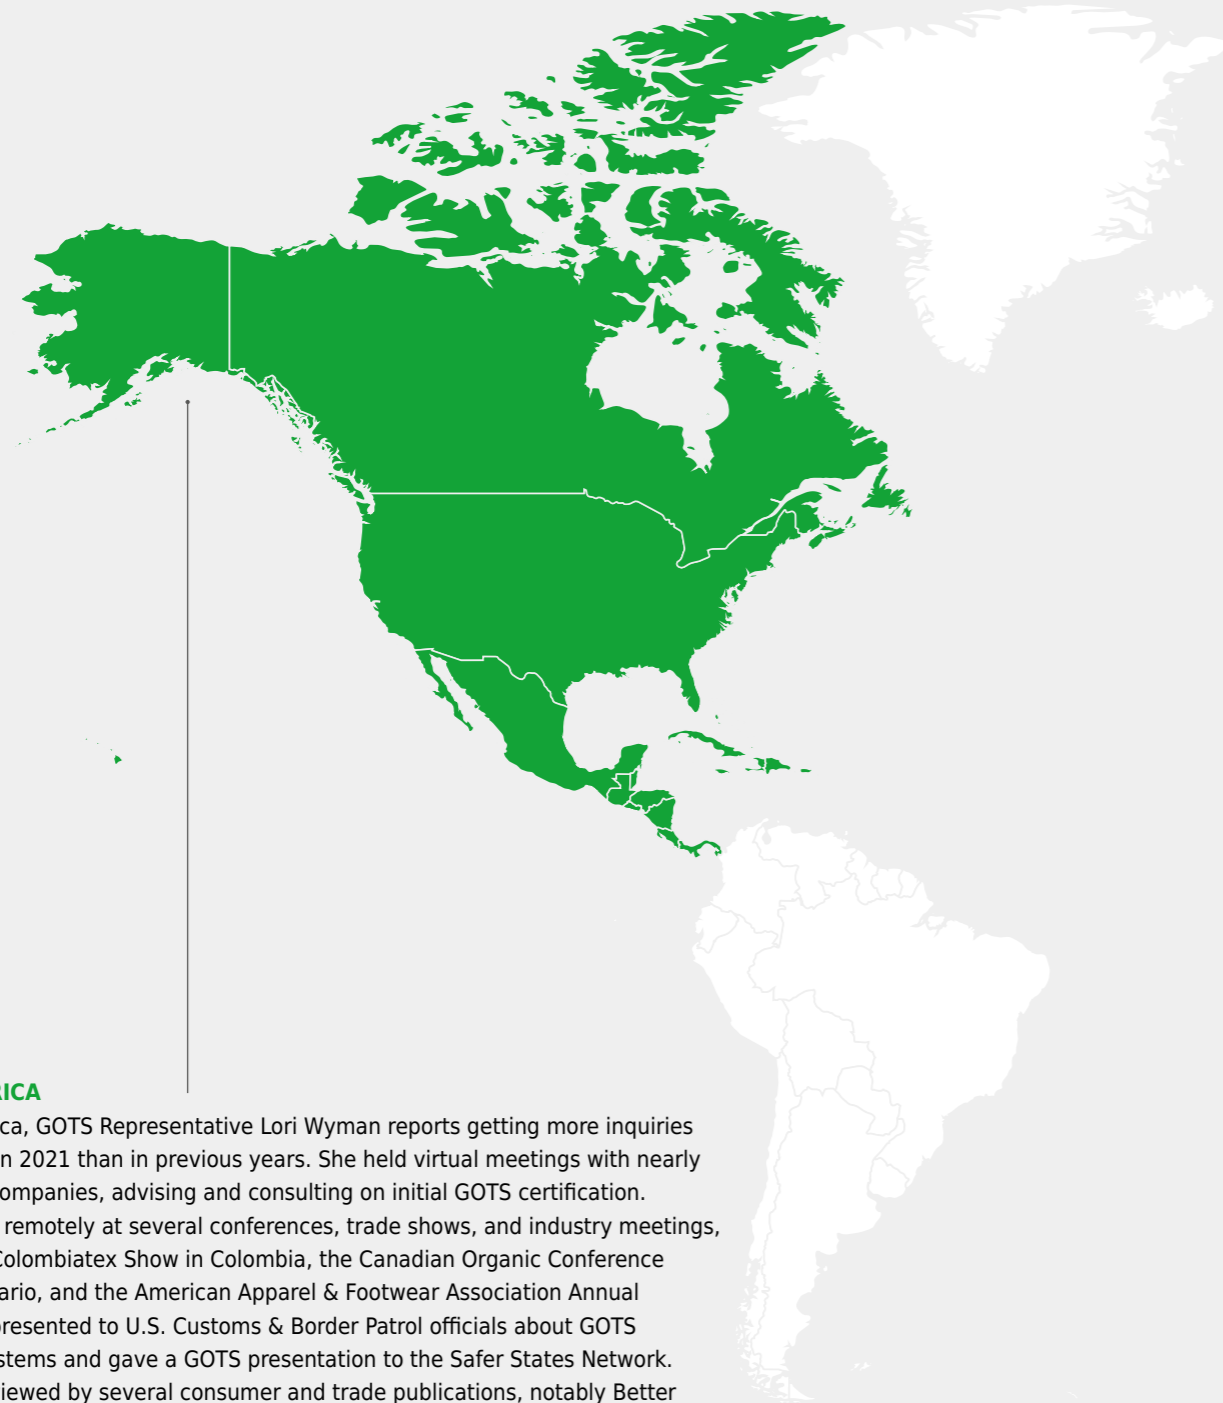 RICA
ca, GOTS Representative Lori Wyman reports getting more inquiries
n 2021 than in previous years. She held virtual meetings with nearly
ompanies, advising and consulting on initial GOTS certification.
remotely at several conferences, trade shows, and industry meetings,
Colombiatex Show in Colombia, the Canadian Organic Conference
ario, and the American Apparel & Footwear Association Annual
presented to U.S. Customs & Border Patrol officials about GOTS
stems and gave a GOTS presentation to the Safer States Network.
iewed by several consumer and trade publications, notably Better